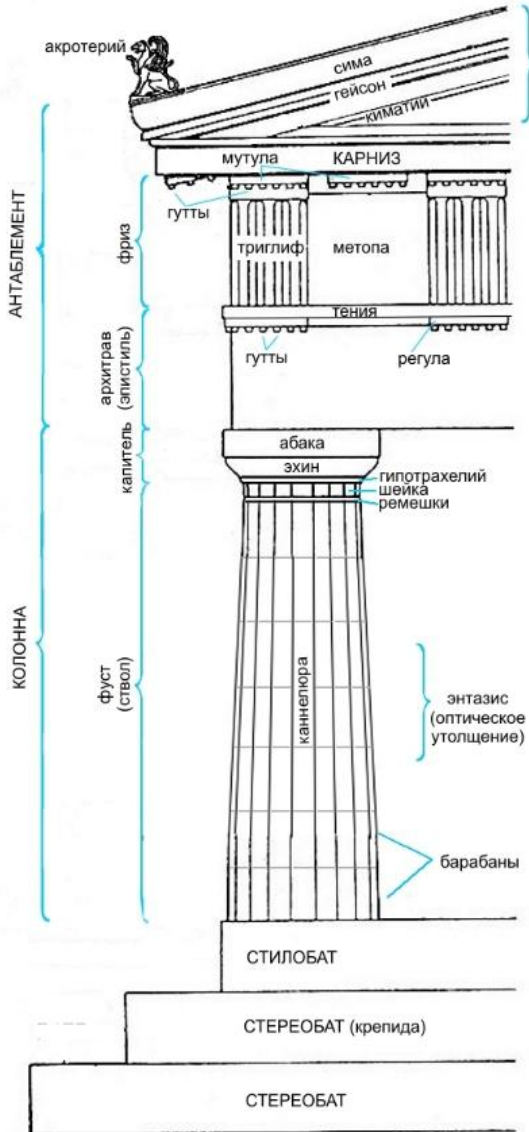 акротерий
сима
гейсон
киматий
мутула
КАРНИЗ
гутты
АНТАБЛЕМЕНТ
фриз
триглиф
метопа
тения
гутты
регула
архитрав
(эпистиль)
капитель
абака
эхин
гипотрахелий
шейка
ремешки
КОЛОННА
фуст
(ствол)
каннелюра
энтазис
(оптическое
утолщение)
барабаны
СТИЛОБАТ
СТЕРЕОБАТ (крепида)
СТЕРЕОБАТ